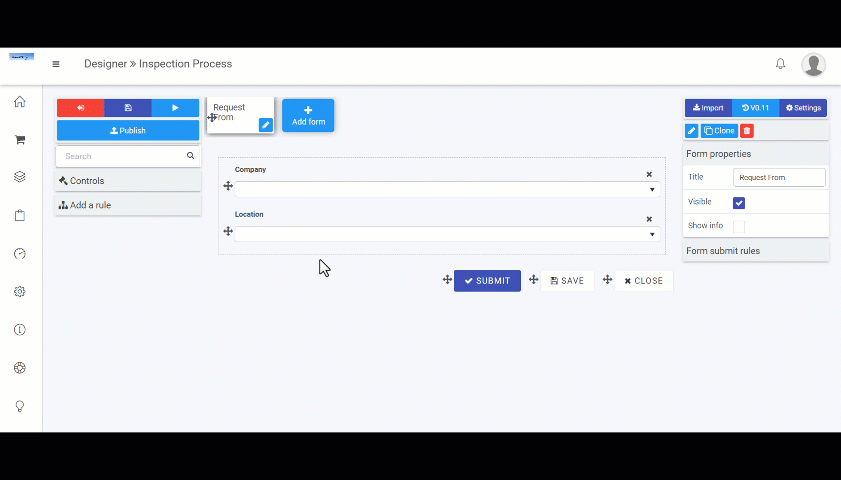 Designer » Inspection Process
Publish
Search
Controls
Add a rule
Request
From
Add form
Company
Location
SUBMIT
SAVE
CLOSE
Import
V0.11
Settings
Clone
Form properties
Title
Request From
Visible
Show info
Form submit rules